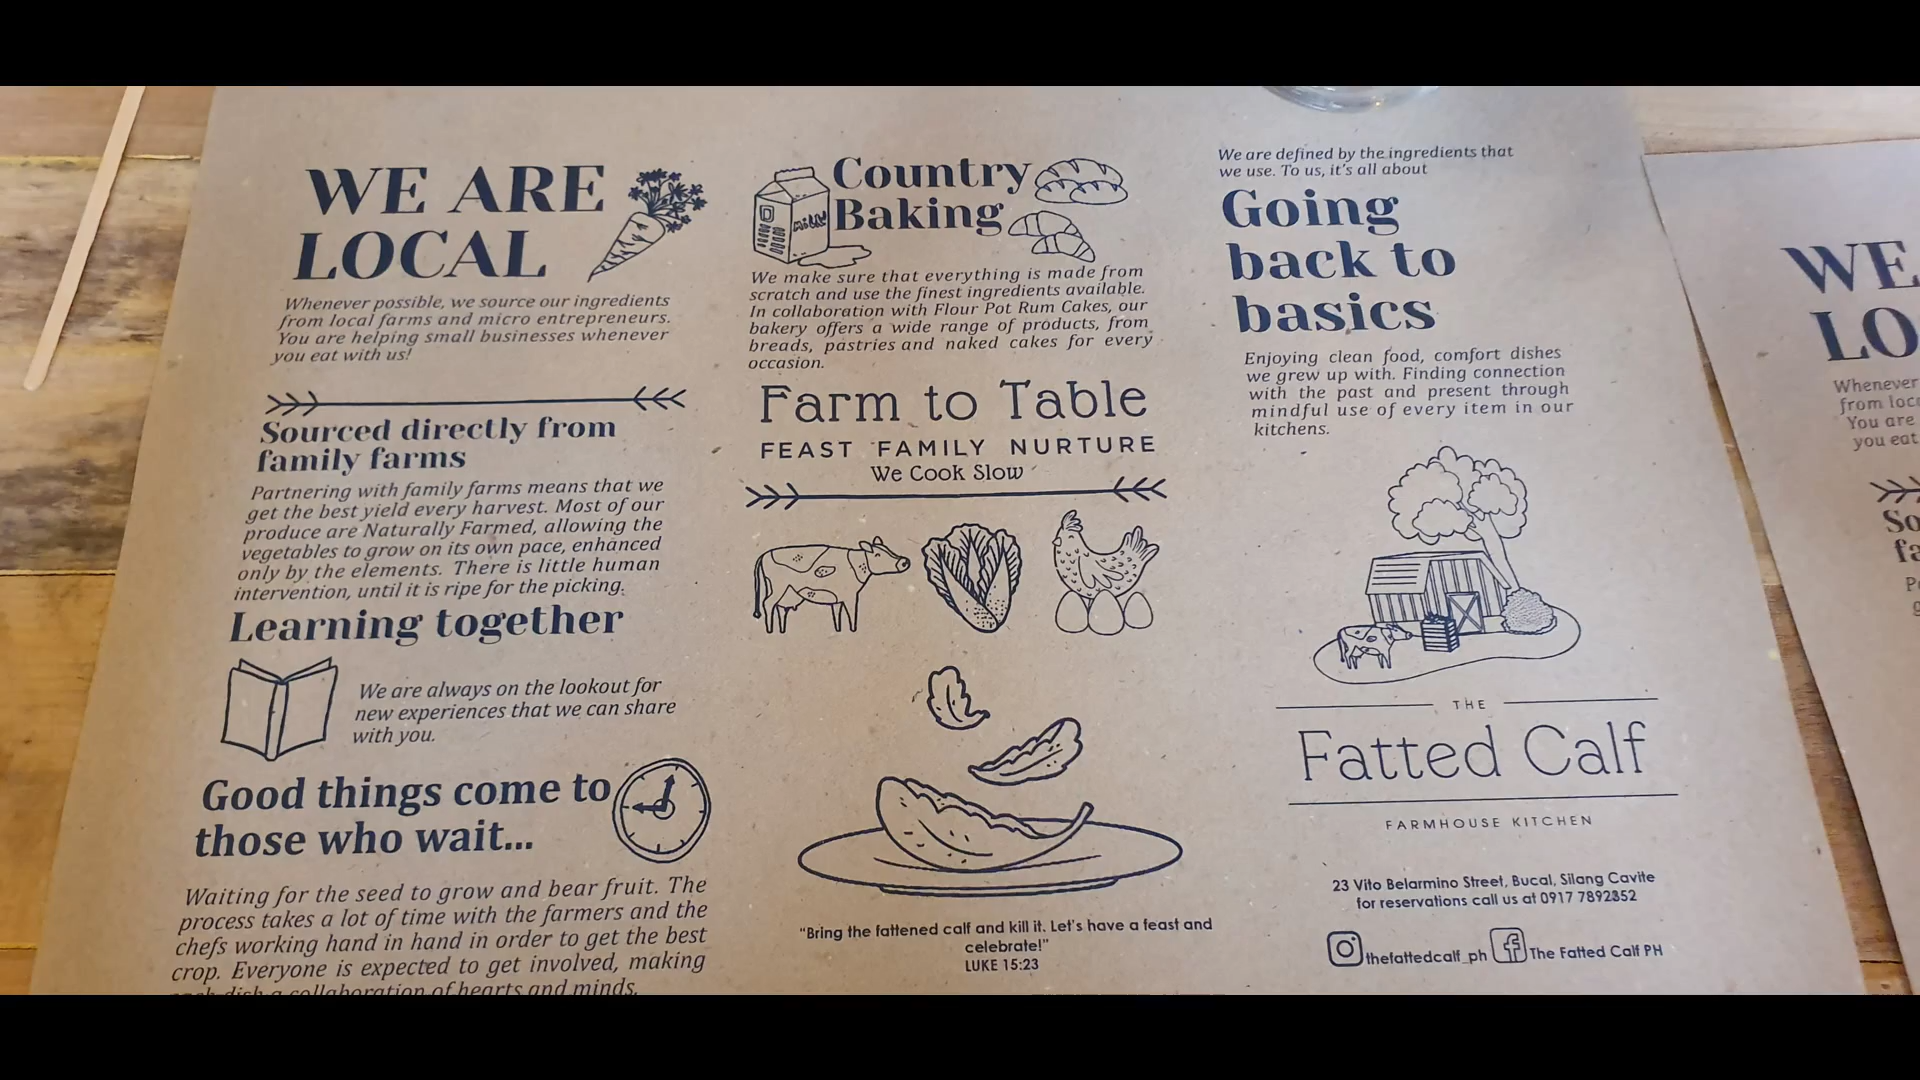 WE ARE
LOCAL
Whenever possible, we source our ingredients
from local farms and micro entrepreneurs.
You are helping small businesses whenever
you eat with us!
Sourced directly from
family farms
Partnering with family farms means that we
get the best yield every harvest. Most of our
produce are Naturally Farmed, allowing the
vegetables to grow on its own pace, enhanced
only by the elements. There is little human
intervention, until it is ripe for the picking.
Learning together
We are always on the lookout for
new experiences that we can share
with you.
Good things come to
those who wait...
Waiting for the seed to grow and bear fruit. The
process takes a lot of time with the farmers and the
chefs working hand in hand in order to get the best
crop. Everyone is expected to get involved, making
each dish a collaboration of hearts and minds.
milk
Country
Baking
We make sure that everything is made from
scratch and use the finest ingredients available.
In collaboration with Flour Pot Rum Cakes, our
bakery offers a wide range of products, from
breads, pastries and naked cakes for every
occasion.
Farm to Table
FEAST FAMILY NURTURE
We Cook Slow
"Bring the fattened calf and kill it. Let's have a feast and
celebrate!"
LUKE 15:23
We are defined by the ingredients that
we use. To us, it's all about
Going
back to
basics
Enjoying clean food, comfort dishes
we grew up with. Finding connection
with the past and present through
mindful use of every item in our
kitchens.
THE
Fatted Calf
FARMHOUSE KITCHEN
23 Vito Belarmino Street, Bucal, Silang Cavite
for reservations call us at 0917 7892352
thefattedcalf_ph The Fatted Calf PH
WE
LO
Whenever
from loc
You are
you eat
So
fa
P
g